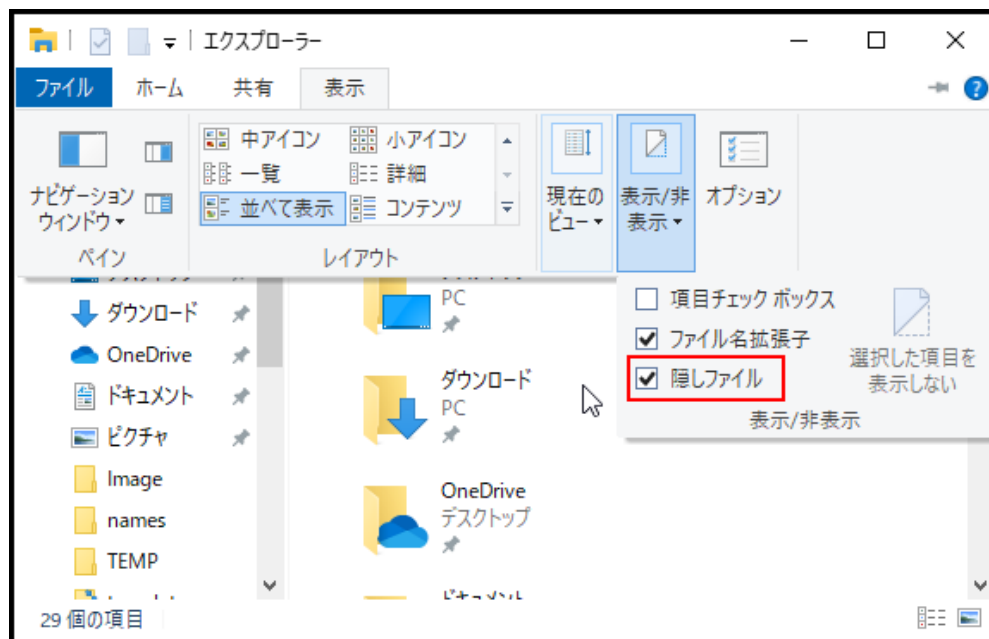 エクスプローラー
ファイル ホーム 共有 表示
ナビゲーション
ウィンドウ
ペイン
中アイコン 小アイコン
一覧 詳細
並べて表示 コンテンツ
レイアウト
現在の
ビュー
表示/非
表示
オプション
項目チェック ボックス
ファイル名拡張子
隠しファイル
選択した項目を
表示しない
表示/非表示
ダウンロード
OneDrive
ドキュメント
ピクチャ
Image
names
TEMP
PC
ダウンロード
PC
OneDrive
デスクトップ
29 個の項目